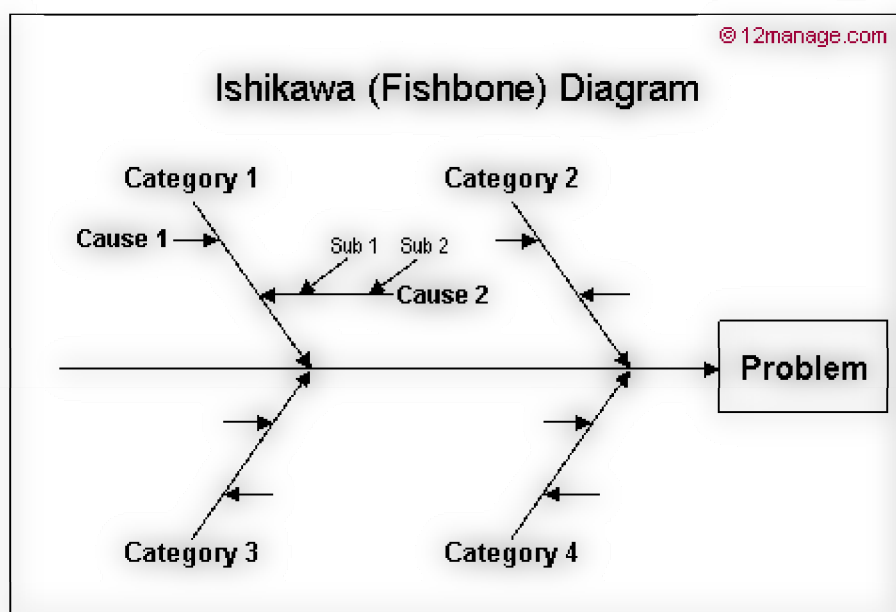 © 12manage.com
Ishikawa (Fishbone) Diagram
Category 1
Category 2
Cause 1
Sub 1
Sub 2
Cause 2
Problem
Category 3
Category 4